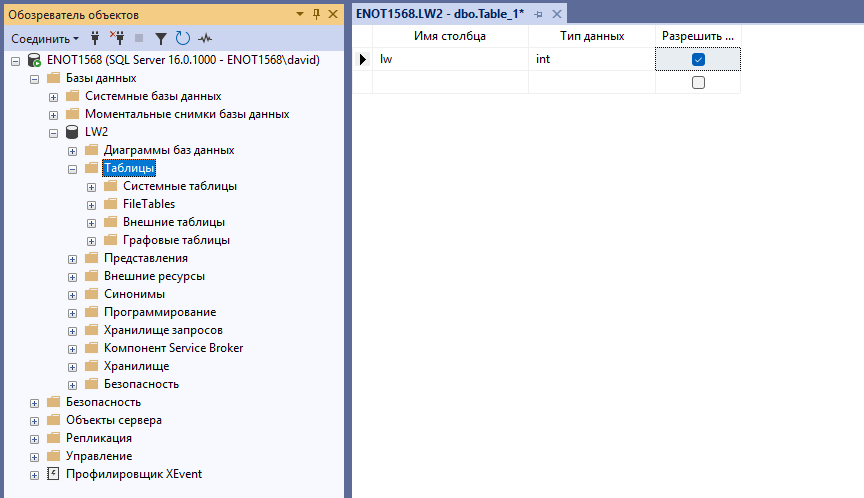 Обозреватель объектов
Соединить
ENOT1568 (SQL Server 16.0.1000 - ENOT1568\david)
Базы данных
Системные базы данных
Моментальные снимки базы данных
LW2
Диаграммы баз данных
Таблицы
Системные таблицы
FileTables
Внешние таблицы
Графовые таблицы
Представления
Внешние ресурсы
Синонимы
Программирование
Хранилище запросов
Компонент Service Broker
Хранилище
Безопасность
Безопасность
Объекты сервера
Репликация
Управление
Профилировщик XEvent
ENOT1568.LW2 - dbo.Table_1*
Имя столбца Тип данных Разрешить ...
lw int